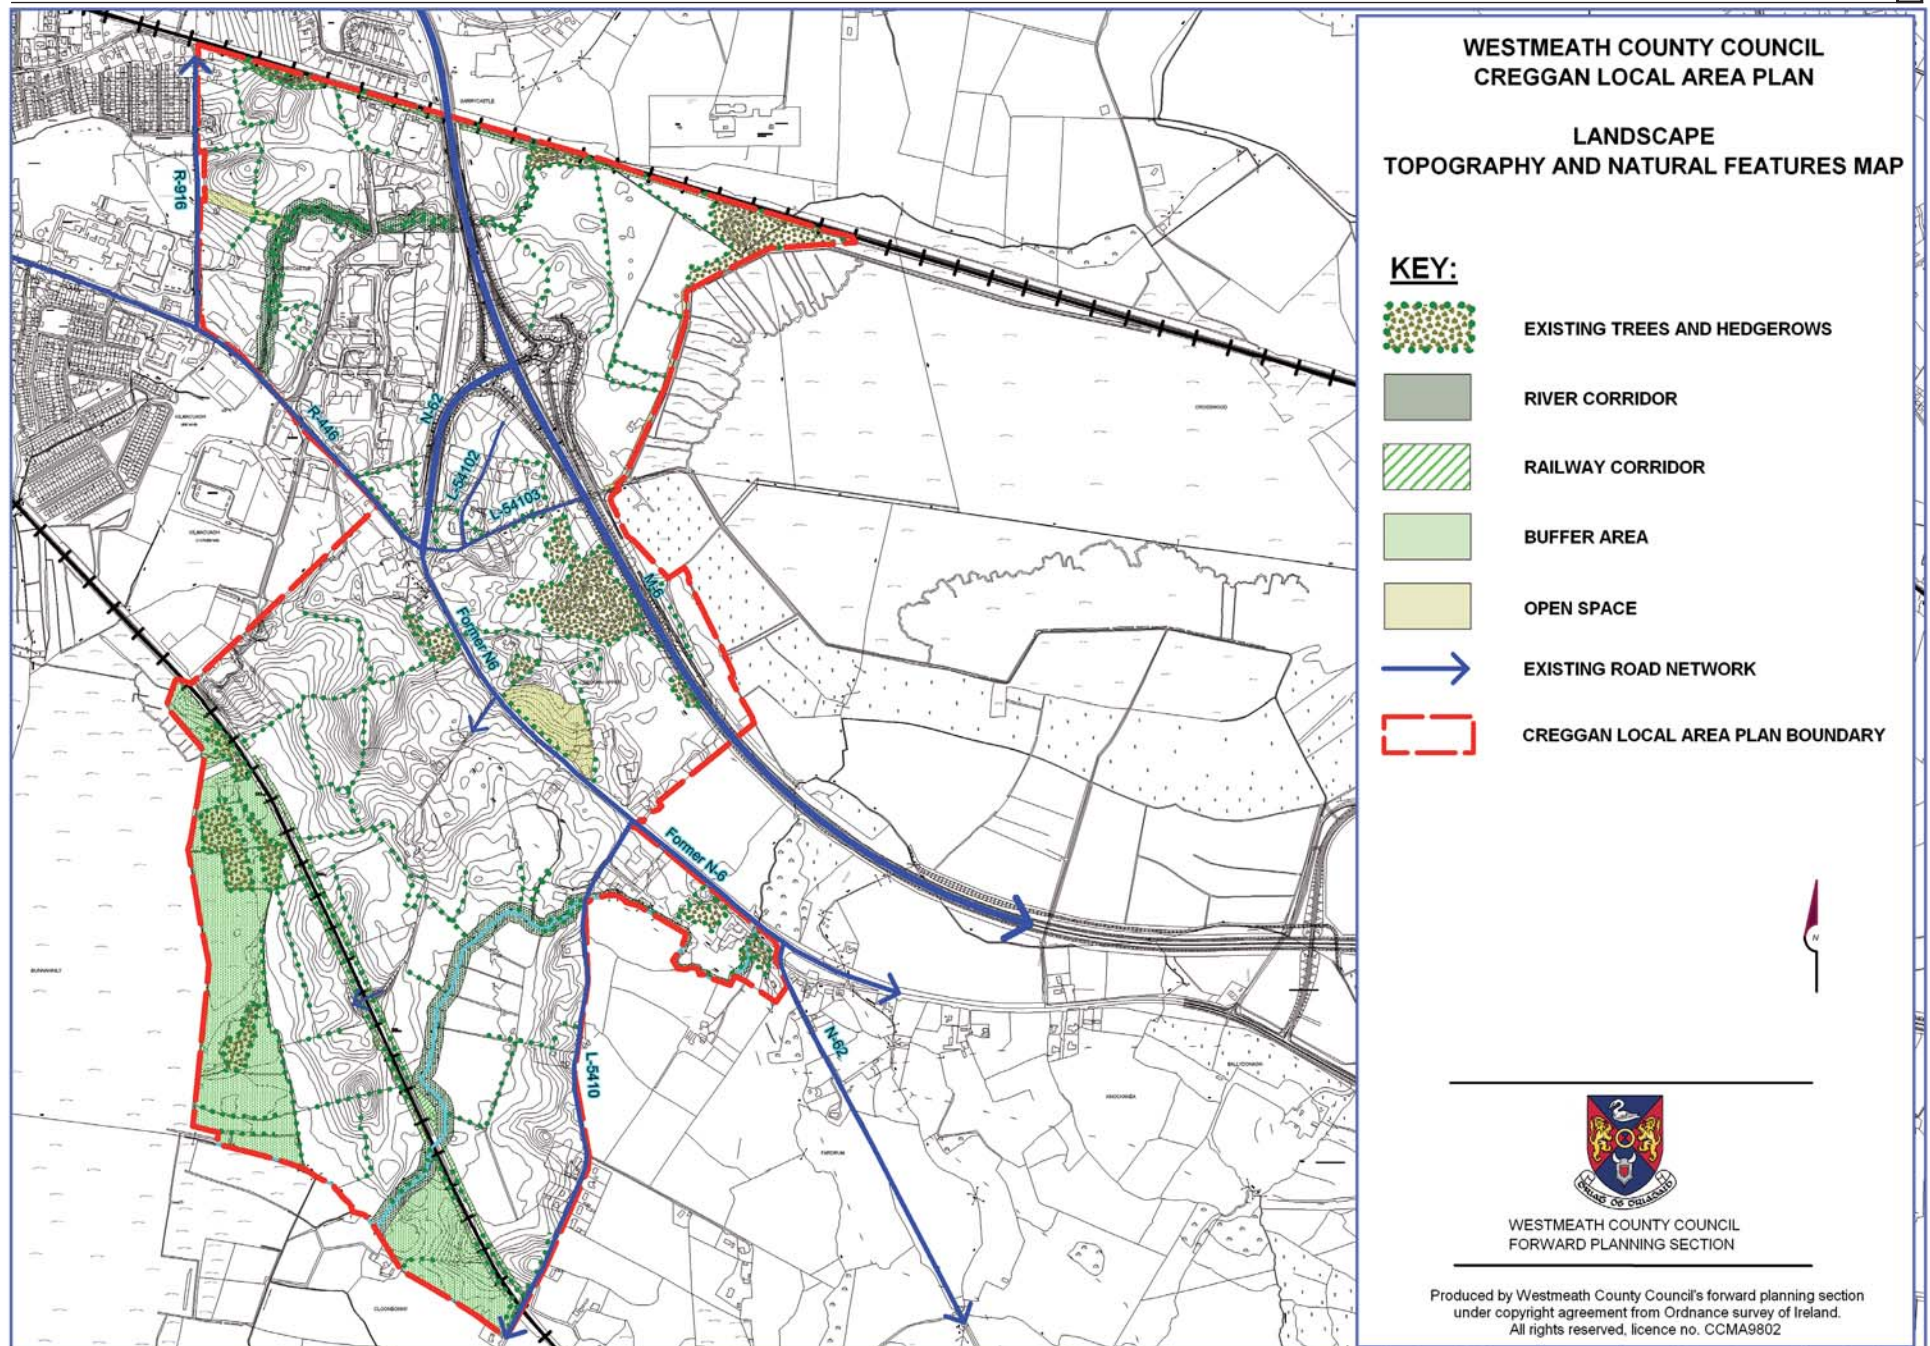 WESTMEATH COUNTY COUNCIL
CREGGAN LOCAL AREA PLAN
LANDSCAPE
TOPOGRAPHY AND NATURAL FEATURES MAP
KEY:
EXISTING TREES AND HEDGEROWS
RIVER CORRIDOR
RAILWAY CORRIDOR
BUFFER AREA
OPEN SPACE
EXISTING ROAD NETWORK
CREGGAN LOCAL AREA PLAN BOUNDARY
N
WESTMEATH COUNTY COUNCIL
FORWARD PLANNING SECTION
Produced by Westmeath County Council's forward planning section
under copyright agreement from Ordnance survey of Ireland.
All rights reserved, licence no. CCMA9802
R-916
R-446
N-62
L-54102
L-54103
M-6
Former N6
Former N-6
L-5410
N-62